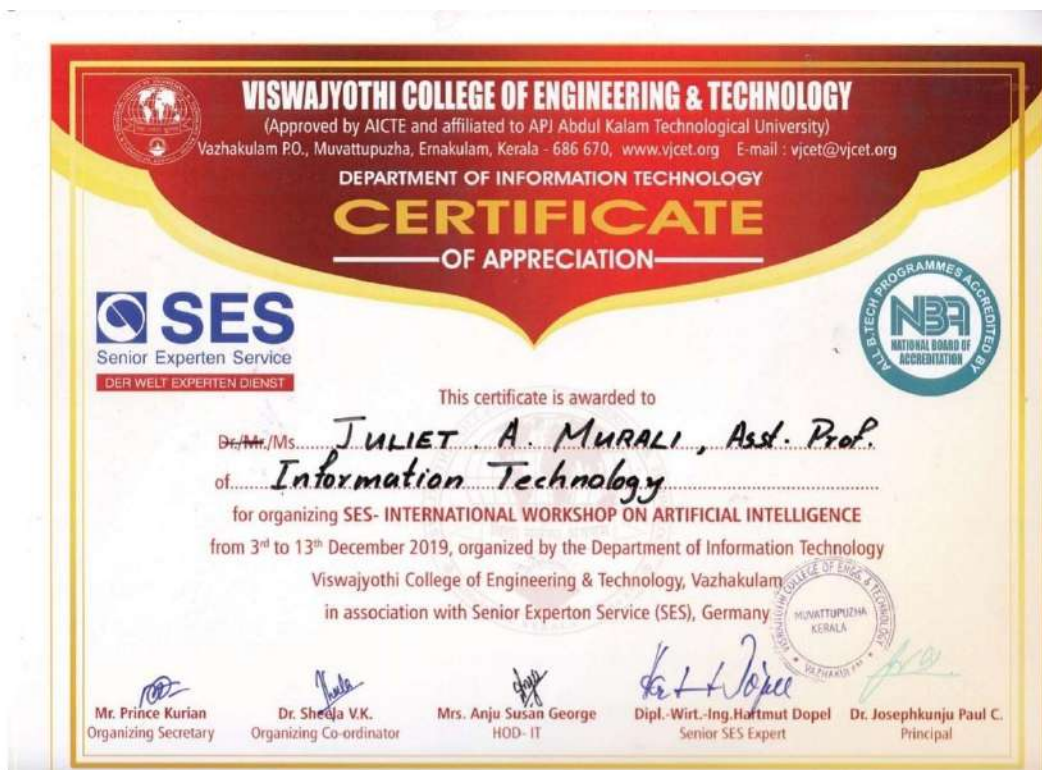 VISWAJYOTHI COLLEGE OF ENGINEERING & TECHNOLOGY
(Approved by AICTE and affiliated to APJ Abdul Kalam Technological University)
Vazhakulam P.O., Muvattupuzha, Ernakulam, Kerala - 686 670, www.vjcet.org E-mail : vjcet@vjcet.org
DEPARTMENT OF INFORMATION TECHNOLOGY
CERTIFICATE
OF APPRECIATION
SES
Senior Experten Service
DER WELT EXPERTEN DIENST
ALL B.TECH PROGRAMMES ACCREDITED BY
NBA
NATIONAL BOARD OF
ACCREDITATION
This certificate is awarded to
Dr./Mr./Ms. JULIET A. MURALI, Asst. Prof.
of Information Technology
for organizing SES- INTERNATIONAL WORKSHOP ON ARTIFICIAL INTELLIGENCE
from 3rd to 13th December 2019, organized by the Department of Information Technology
Viswajyothi College of Engineering & Technology, Vazhakulam
in association with Senior Experton Service (SES), Germany
VISWAJYOTHI COLLEGE OF ENGG. & TECHNOLOGY
MUVATTUPUZHA
KERALA
VAZHAKULAM
Mr. Prince Kurian Dr. Sheela V.K. Mrs. Anju Susan George Dipl.-Wirt.-Ing.Hartmut Dopel Dr. Josephkunju Paul C.
Organizing Secretary Organizing Co-ordinator HOD- IT Senior SES Expert Principal